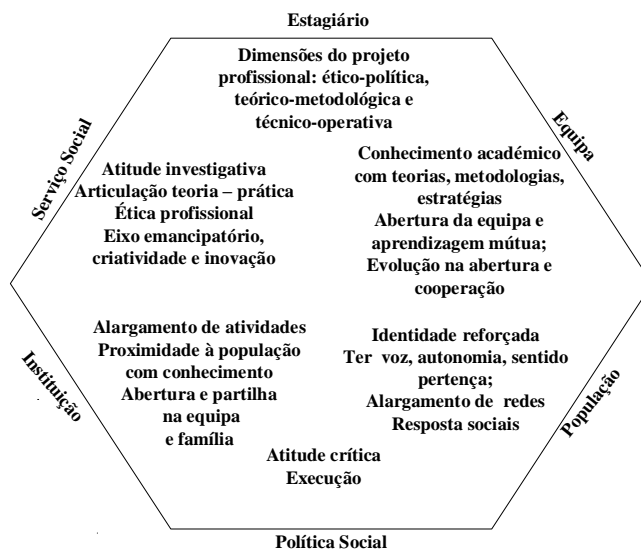 Estagiário
Dimensões do projeto
profissional: ético-política,
teórico-metodológica e
técnico-operativa
Serviço Social
Atitude investigativa
Articulação teoria – prática
Ética profissional
Eixo emancipatório,
criatividade e inovação
Equipa
Conhecimento académico
com teorias, metodologias,
estratégias
Abertura da equipa e
aprendizagem mútua;
Evolução na abertura e
cooperação
Instituição
Alargamento de atividades
Proximidade à população
com conhecimento
Abertura e partilha
na equipa
e família
Identidade reforçada
Ter voz, autonomia, sentido
pertença;
Alargamento de redes
Resposta sociais
População
Atitude crítica
Execução
Política Social